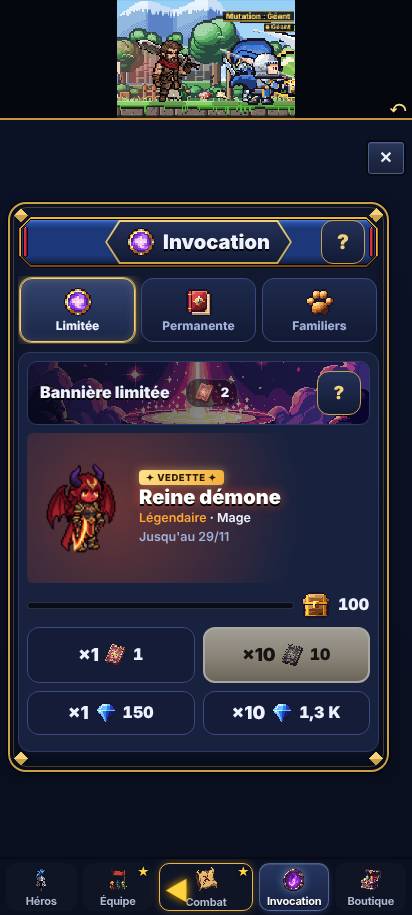 Mutation : Géant
Géant
×
Invocation
?
Limitée
Permanente
Familiers
Bannière limitée
2
?
✦ VEDETTE ✦
Reine démone
Légendaire · Mage
Jusqu'au 29/11
100
×1 1
×10 10
×1 150
×10 1,3 K
Héros
Équipe
Combat
Invocation
Boutique